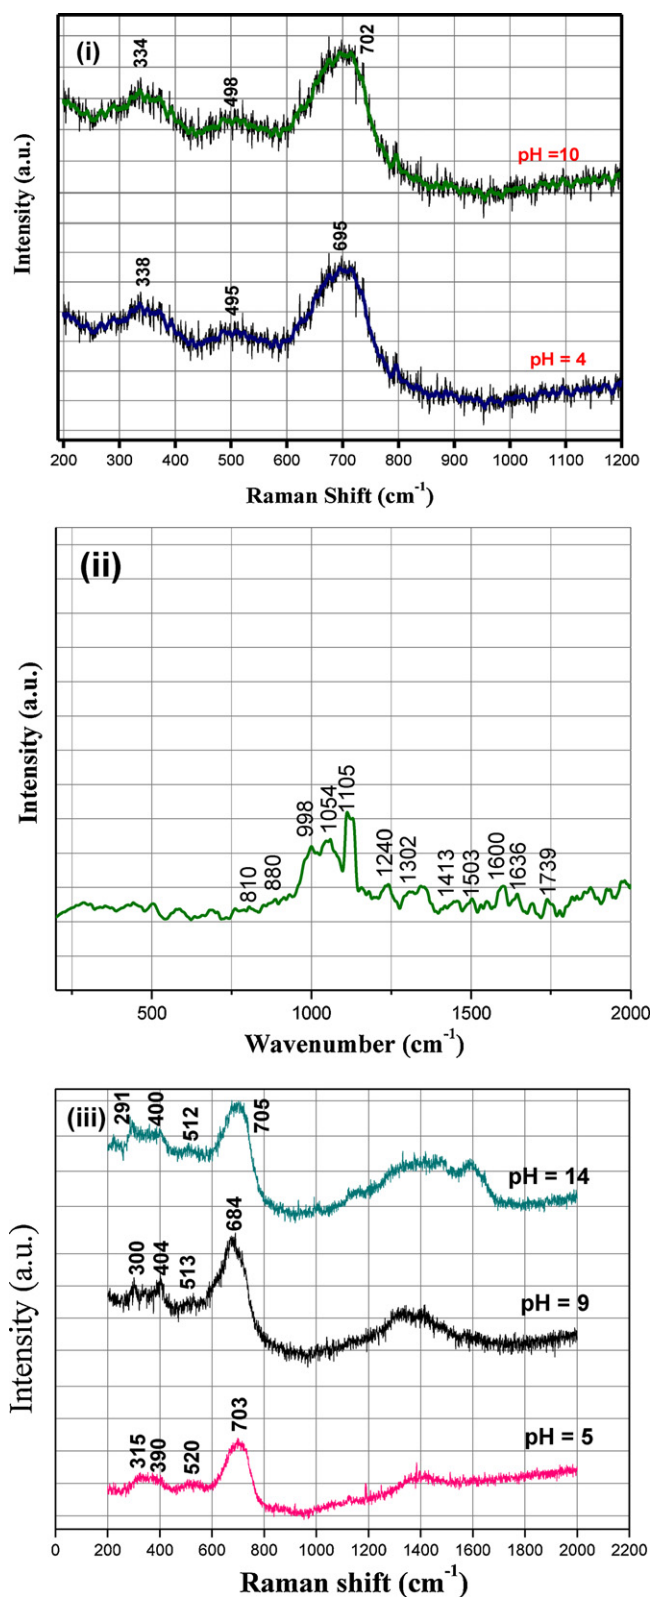 (i)
334
498
702
pH =10
338
495
695
pH = 4
Intensity (a.u.)
200 300 400 500 600 700 800 900 1000 1100 1200
Raman Shift (cm-1)
(ii)
810
880
998
1054
1105
1240
1302
1413
1503
1600
1636
1739
Intensity (a.u.)
500 1000 1500 2000
Wavenumber (cm-1)
(iii)
291
400
512
705
pH = 14
300
404
513
684
pH = 9
315
390
520
703
pH = 5
Intensity (a.u.)
0 200 400 600 800 1000 1200 1400 1600 1800 2000 2200
Raman shift (cm-1)